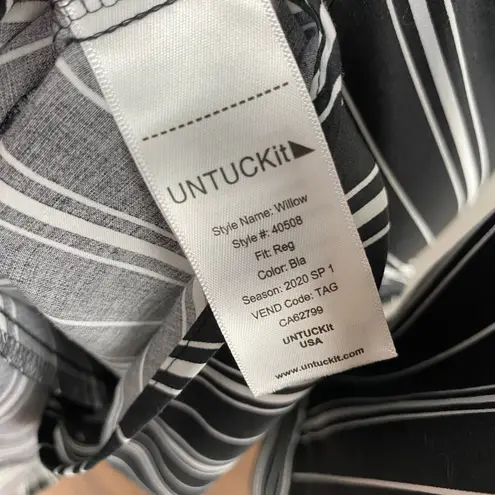 UNTUCKit
Style Name: Willow
Style #: 40508
Fit: Reg
Color: Bla
Season: 2020 SP 1
VEND Code: TAG
CA62799
UNTUCKit
USA
www.untuckit.com